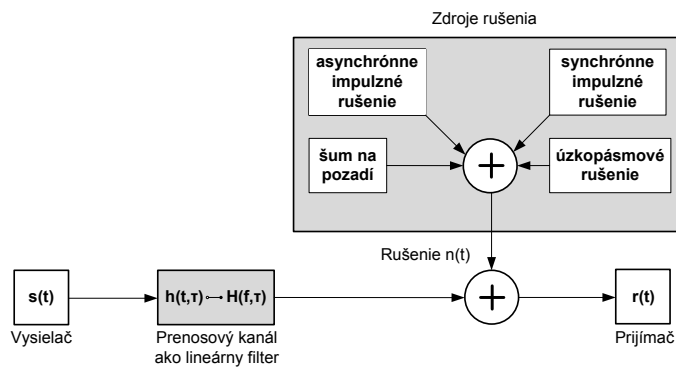 Zdroje rušenia
asynchrónne
impulzné
rušenie
synchrónne
impulzné
rušenie
šum na
pozadí
+
úzkopásmové
rušenie
Rušenie n(t)
s(t)
h(t,τ) H(f,τ)
+
r(t)
Vysielač
Prenosový kanál
ako lineárny filter
Prijímač